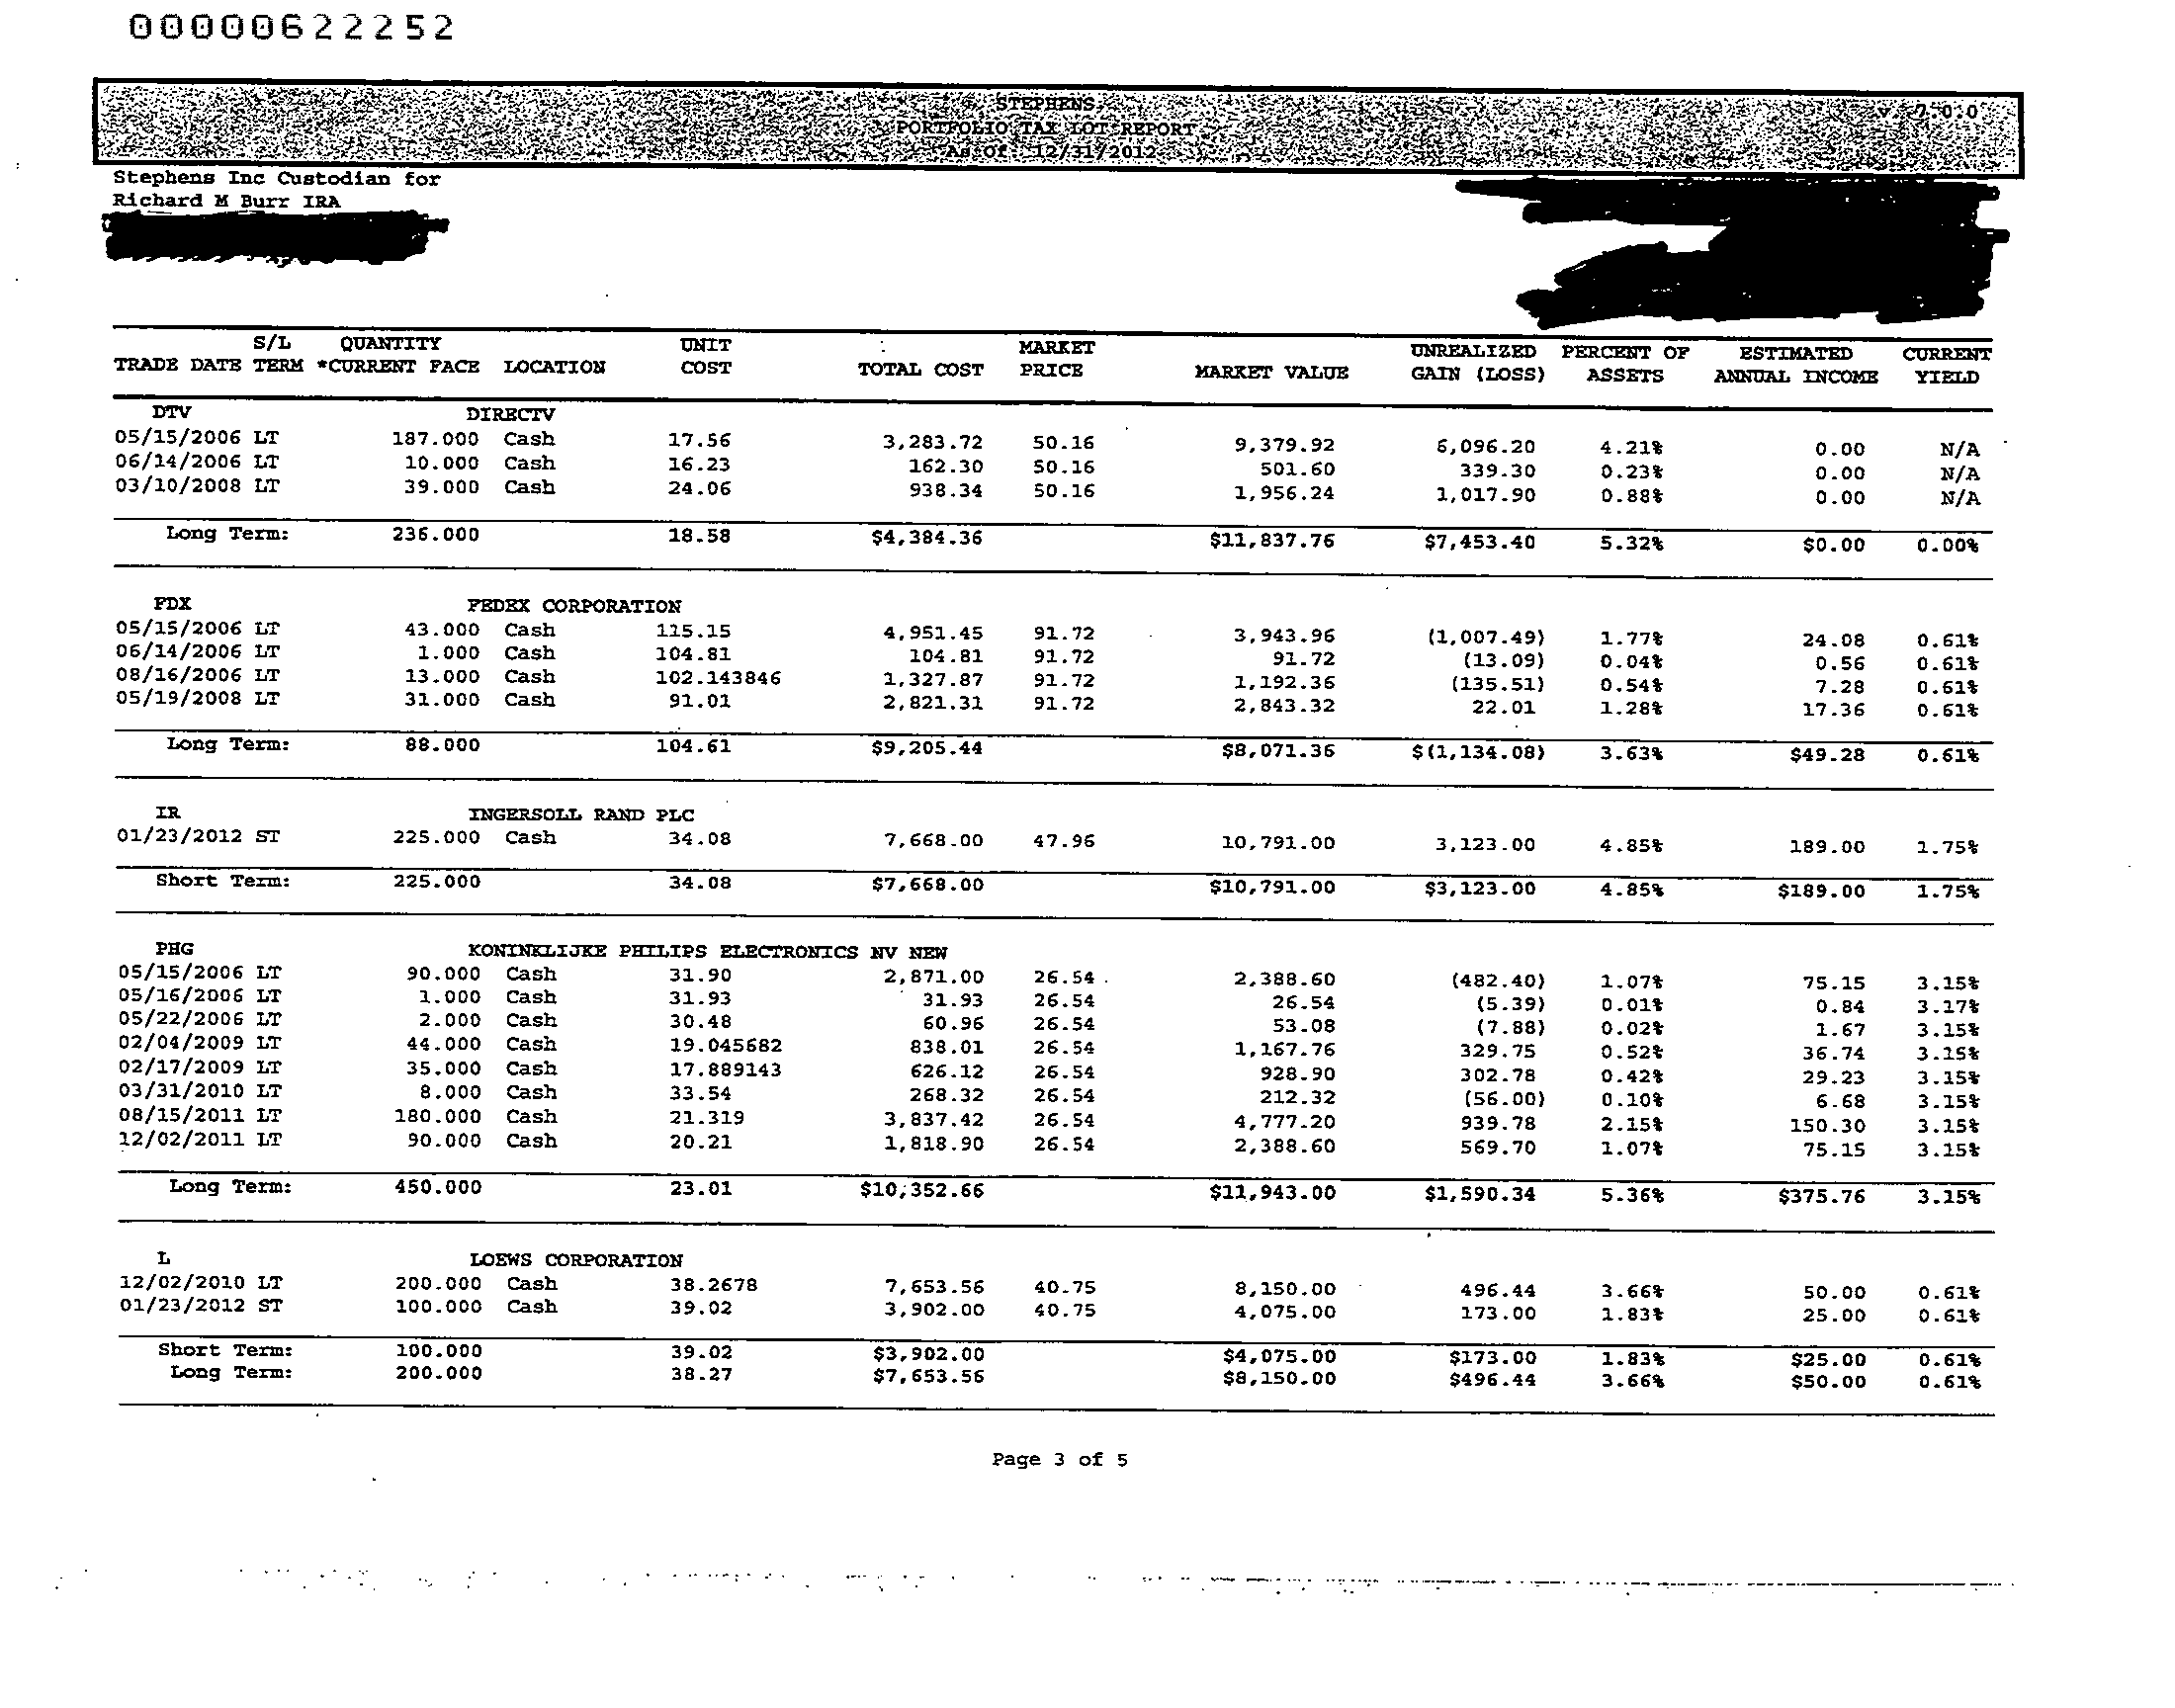 00000622252
STEPHENS
PORTFOLIO TAX LOT REPORT
As of 12/31/2012
v. 7.0.0
Stephens Inc Custodian for
Richard M Burr IRA
S/L QUANTITY UNIT MARKET UNREALIZED PERCENT OF ESTIMATED CURRENT
TRADE DATE TERM *CURRENT FACE LOCATION COST TOTAL COST PRICE MARKET VALUE GAIN (LOSS) ASSETS ANNUAL INCOME YIELD
DTV DIRECTV
05/15/2006 LT 187.000 Cash 17.56 3,283.72 50.16 9,379.92 6,096.20 4.21% 0.00 N/A
06/14/2006 LT 10.000 Cash 16.23 162.30 50.16 501.60 339.30 0.23% 0.00 N/A
03/10/2008 LT 39.000 Cash 24.06 938.34 50.16 1,956.24 1,017.90 0.88% 0.00 N/A
Long Term: 236.000 18.58 $4,384.36 $11,837.76 $7,453.40 5.32% $0.00 0.00%
FDX FEDEX CORPORATION
05/15/2006 LT 43.000 Cash 115.15 4,951.45 91.72 3,943.96 (1,007.49) 1.77% 24.08 0.61%
06/14/2006 LT 1.000 Cash 104.81 104.81 91.72 91.72 (13.09) 0.04% 0.56 0.61%
08/16/2006 LT 13.000 Cash 102.143846 1,327.87 91.72 1,192.36 (135.51) 0.54% 7.28 0.61%
05/19/2008 LT 31.000 Cash 91.01 2,821.31 91.72 2,843.32 22.01 1.28% 17.36 0.61%
Long Term: 88.000 104.61 $9,205.44 $8,071.36 $(1,134.08) 3.63% $49.28 0.61%
IR INGERSOLL RAND PLC
01/23/2012 ST 225.000 Cash 34.08 7,668.00 47.96 10,791.00 3,123.00 4.85% 189.00 1.75%
Short Term: 225.000 34.08 $7,668.00 $10,791.00 $3,123.00 4.85% $189.00 1.75%
PHG KONINKLIJKE PHILIPS ELECTRONICS NV NEW
05/15/2006 LT 90.000 Cash 31.90 2,871.00 26.54 2,388.60 (482.40) 1.07% 75.15 3.15%
05/16/2006 LT 1.000 Cash 31.93 31.93 26.54 26.54 (5.39) 0.01% 0.84 3.17%
05/22/2006 LT 2.000 Cash 30.48 60.96 26.54 53.08 (7.88) 0.02% 1.67 3.15%
02/04/2009 LT 44.000 Cash 19.045682 838.01 26.54 1,167.76 329.75 0.52% 36.74 3.15%
02/17/2009 LT 35.000 Cash 17.889143 626.12 26.54 928.90 302.78 0.42% 29.23 3.15%
03/31/2010 LT 8.000 Cash 33.54 268.32 26.54 212.32 (56.00) 0.10% 6.68 3.15%
08/15/2011 LT 180.000 Cash 21.319 3,837.42 26.54 4,777.20 939.78 2.15% 150.30 3.15%
12/02/2011 LT 90.000 Cash 20.21 1,818.90 26.54 2,388.60 569.70 1.07% 75.15 3.15%
Long Term: 450.000 23.01 $10,352.66 $11,943.00 $1,590.34 5.36% $375.76 3.15%
L LOEWS CORPORATION
12/02/2010 LT 200.000 Cash 38.2678 7,653.56 40.75 8,150.00 496.44 3.66% 50.00 0.61%
01/23/2012 ST 100.000 Cash 39.02 3,902.00 40.75 4,075.00 173.00 1.83% 25.00 0.61%
Short Term: 100.000 39.02 $3,902.00 $4,075.00 $173.00 1.83% $25.00 0.61%
Long Term: 200.000 38.27 $7,653.56 $8,150.00 $496.44 3.66% $50.00 0.61%
Page 3 of 5